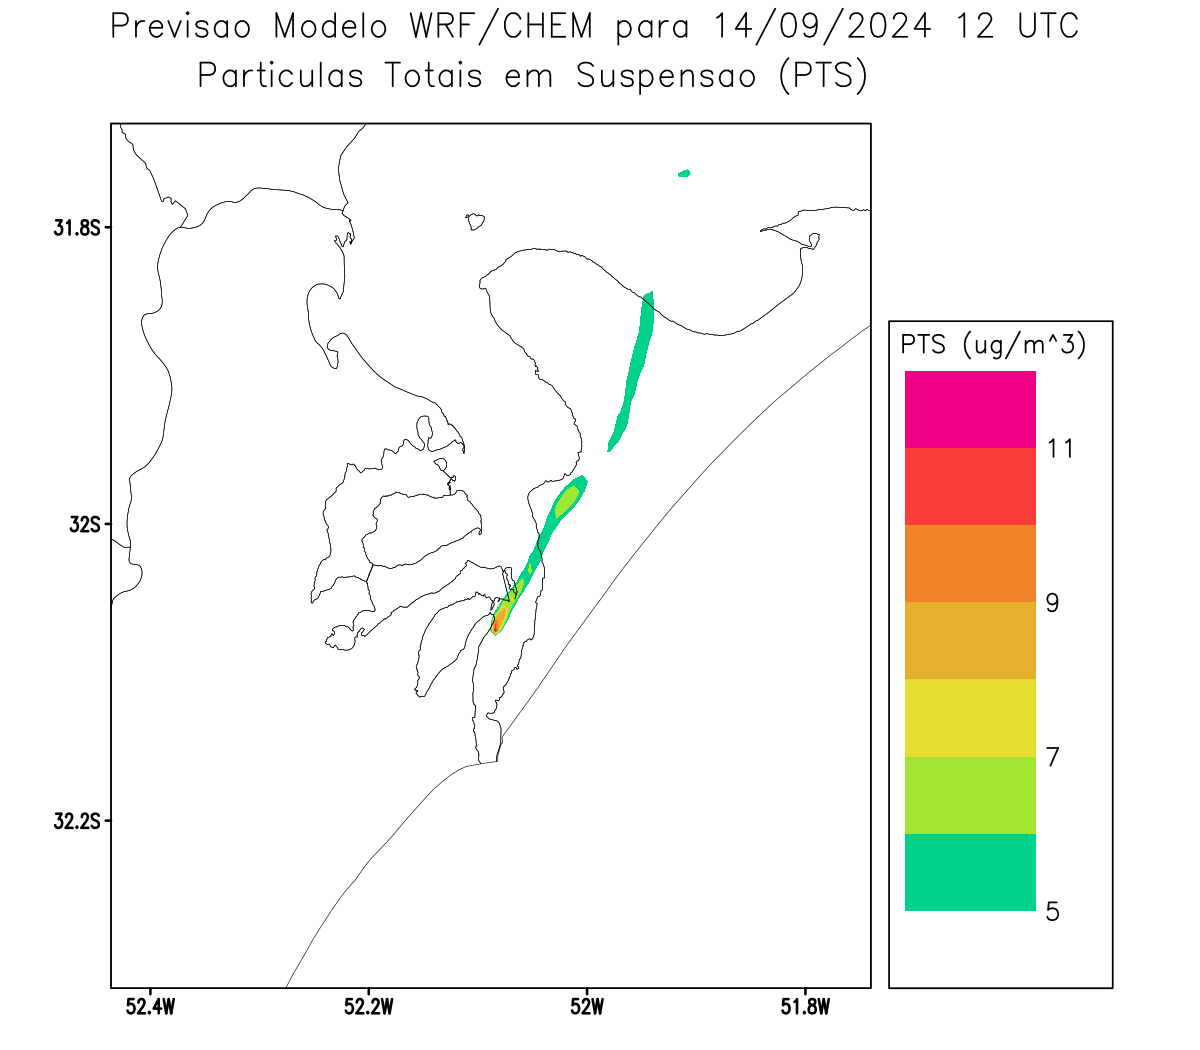 Previsao Modelo WRF/CHEM para 14/09/2024 12 UTC
Particulas Totais em Suspensao (PTS)
31.8S
32S
32.2S
52.4W
52.2W
52W
51.8W
PTS (ug/m^3)
11
9
7
5